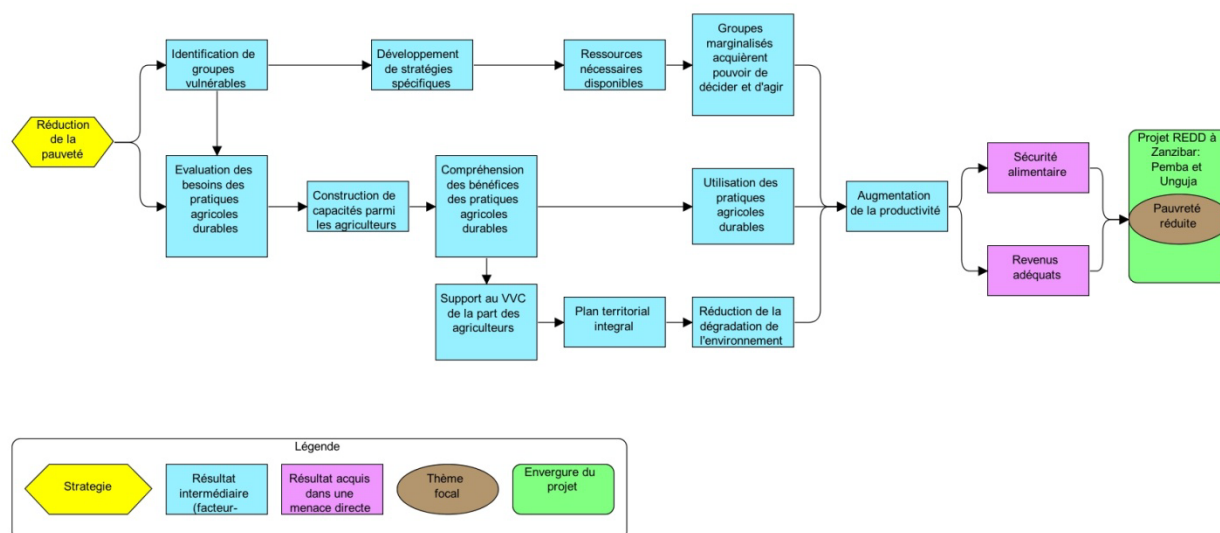 Identification de
groupes
vulnérables
Développement
de stratégies
spécifiques
Ressources
nécessaires
disponibles
Groupes
marginalisés
acquièrent
pouvoir de
décider et d'agir
Réduction
de la
pauveté
Evaluation des
besoins des
pratiques
agricoles
durables
Construction de
capacités parmi
les agriculteurs
Compréhension
des bénéfices
des pratiques
agricoles
durables
Utilisation des
pratiques
agricoles
durables
Augmentation
de la productivité
Sécurité
alimentaire
Revenus
adéquats
Projet REDD à
Zanzibar:
Pemba et
Unguja
Pauvreté
réduite
Support au VVC
de la part des
agriculteurs
Plan territorial
integral
Réduction de la
dégradation de
l'environnement
Légende
Strategie
Résultat
intermédiaire
(facteur-
Résultat acquis
dans une
menace directe
Thême
focal
Envergure du
projet